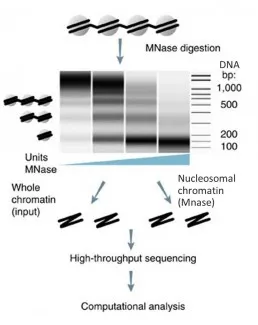 MNase digestion
DNA
bp:
1,000
500
200
100
Units
MNase
Whole
chromatin
(input)
Nucleosomal
chromatin
(Mnase)
High-throughput sequencing
Computational analysis